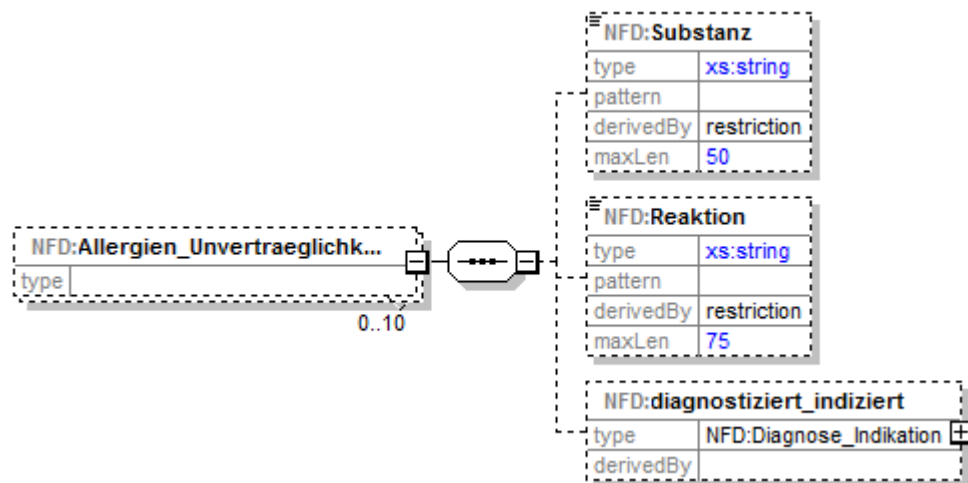 NFD:Substanz
type xs:string
pattern
derivedBy restriction
maxLen 50
NFD:Reaktion
type xs:string
pattern
derivedBy restriction
maxLen 75
NFD:Allergien_Unvertraeglichk...
type
0..10
NFD:diagnostiziert_indiziert
type NFD:Diagnose_Indikation
derivedBy